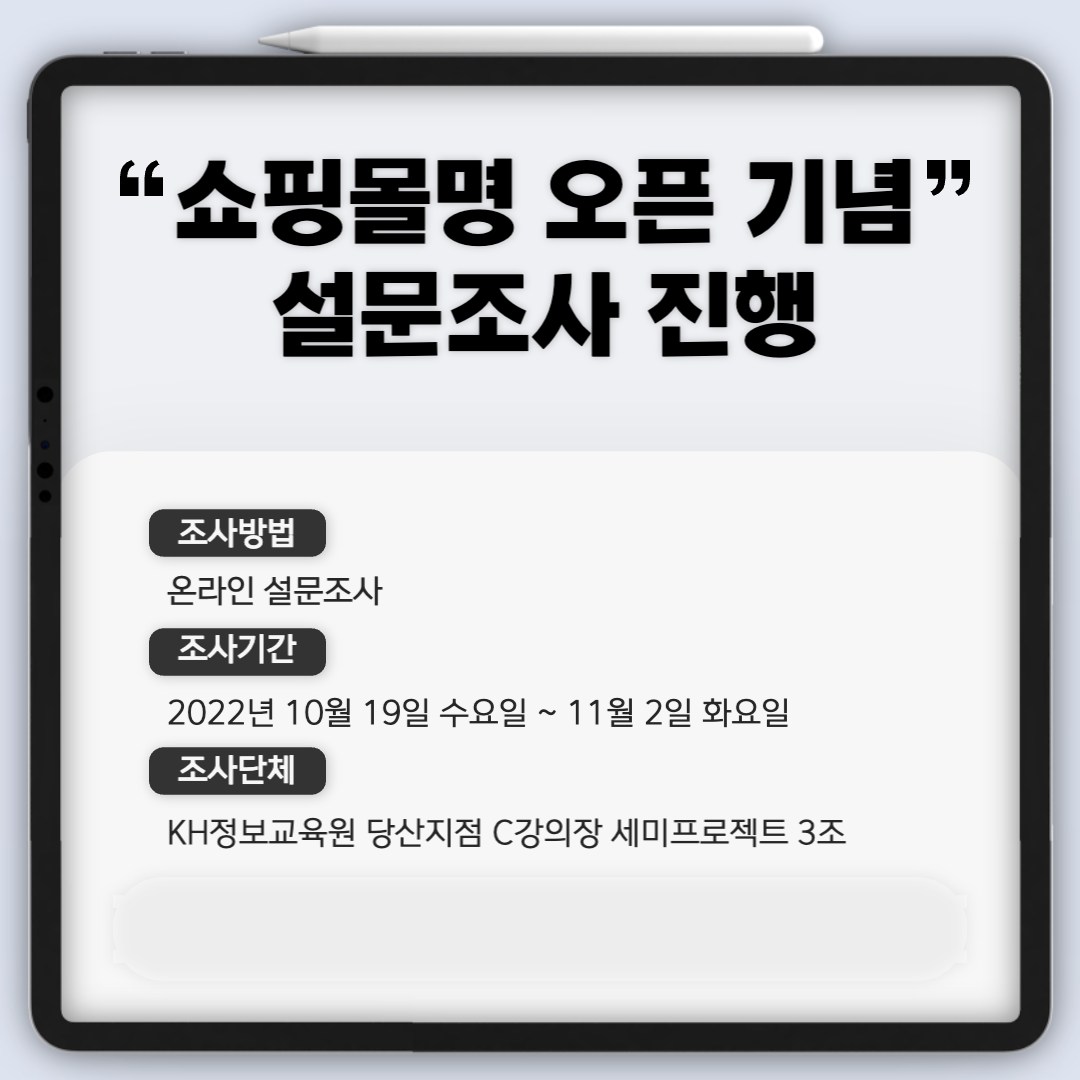 “쇼핑몰명 오픈 기념”
설문조사 진행
조사방법
온라인 설문조사
조사기간
2022년 10월 19일 수요일 ~ 11월 2일 화요일
조사단체
KH정보교육원 당산지점 C강의장 세미프로젝트 3조